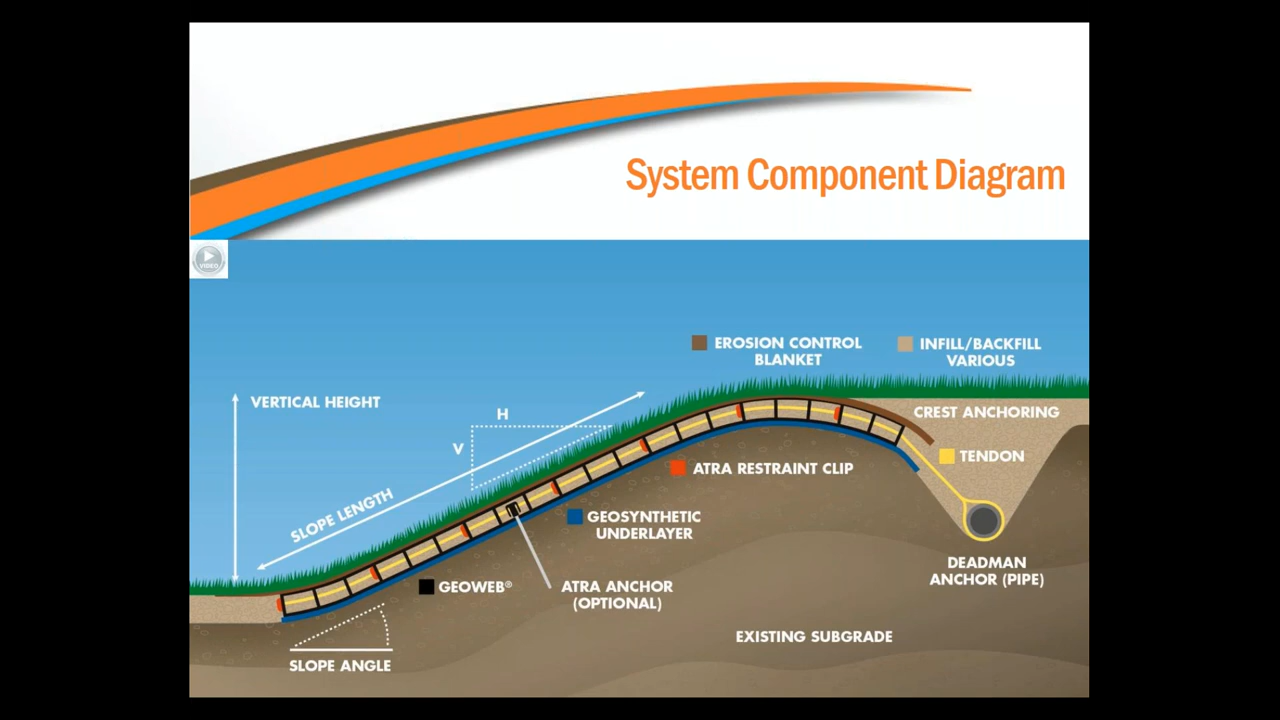 System Component Diagram
VIDEO
EROSION CONTROL
BLANKET
INFILL/BACKFILL
VARIOUS
VERTICAL HEIGHT
H
V
CREST ANCHORING
TENDON
ATRA RESTRAINT CLIP
SLOPE LENGTH
GEOSYNTHETIC
UNDERLAYER
GEOWEB®
ATRA ANCHOR
(OPTIONAL)
DEADMAN
ANCHOR (PIPE)
EXISTING SUBGRADE
SLOPE ANGLE